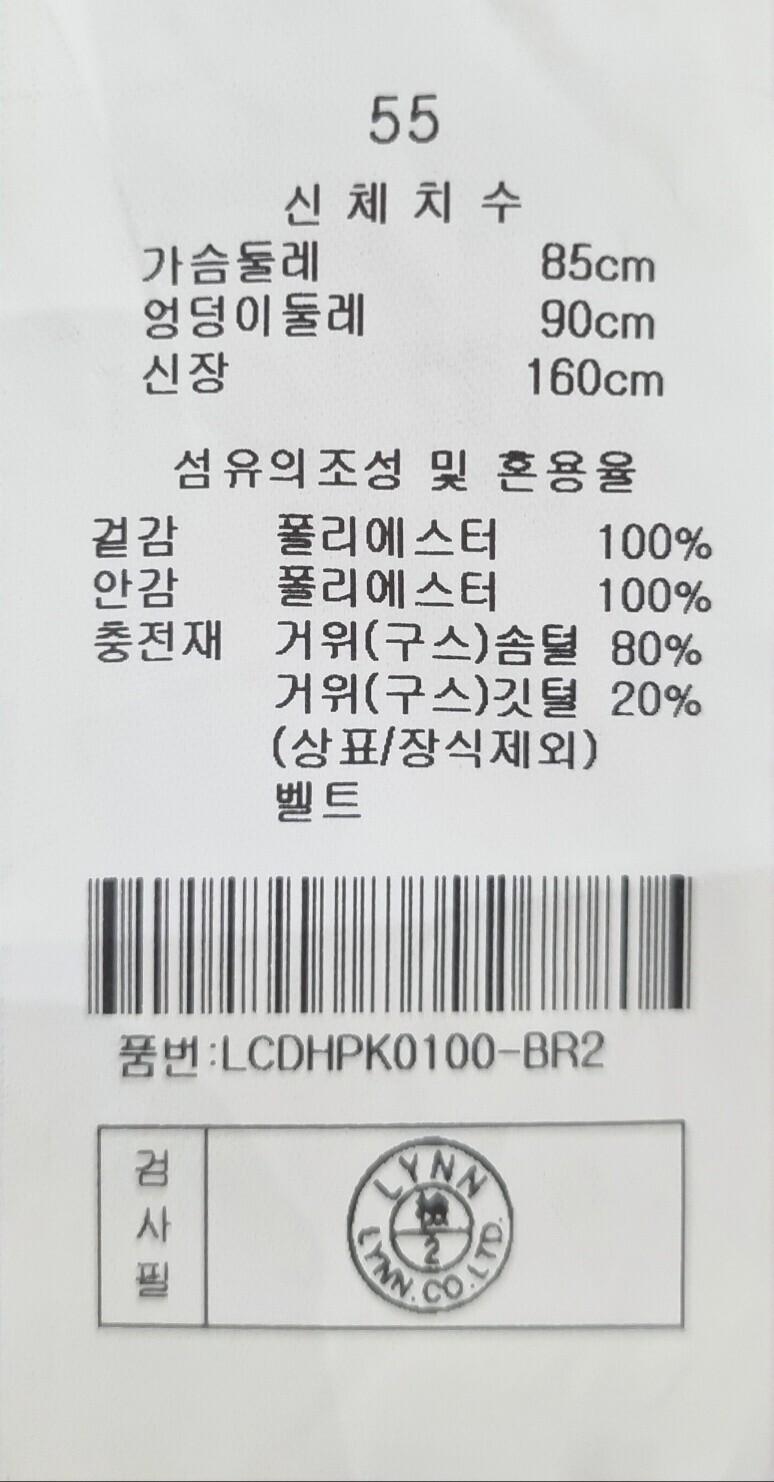 55
신체치수
가슴둘레 85cm
엉덩이둘레 90cm
신장 160cm
섬유의조성 및 혼용율
겉감 폴리에스터 100%
안감 폴리에스터 100%
충전재 거위(구스)솜털 80%
거위(구스)깃털 20%
(상표/장식제외)
벨트
품번:LCDHPK0100-BR2
검사필
LYNN
2
LYNN.CO.LTD.